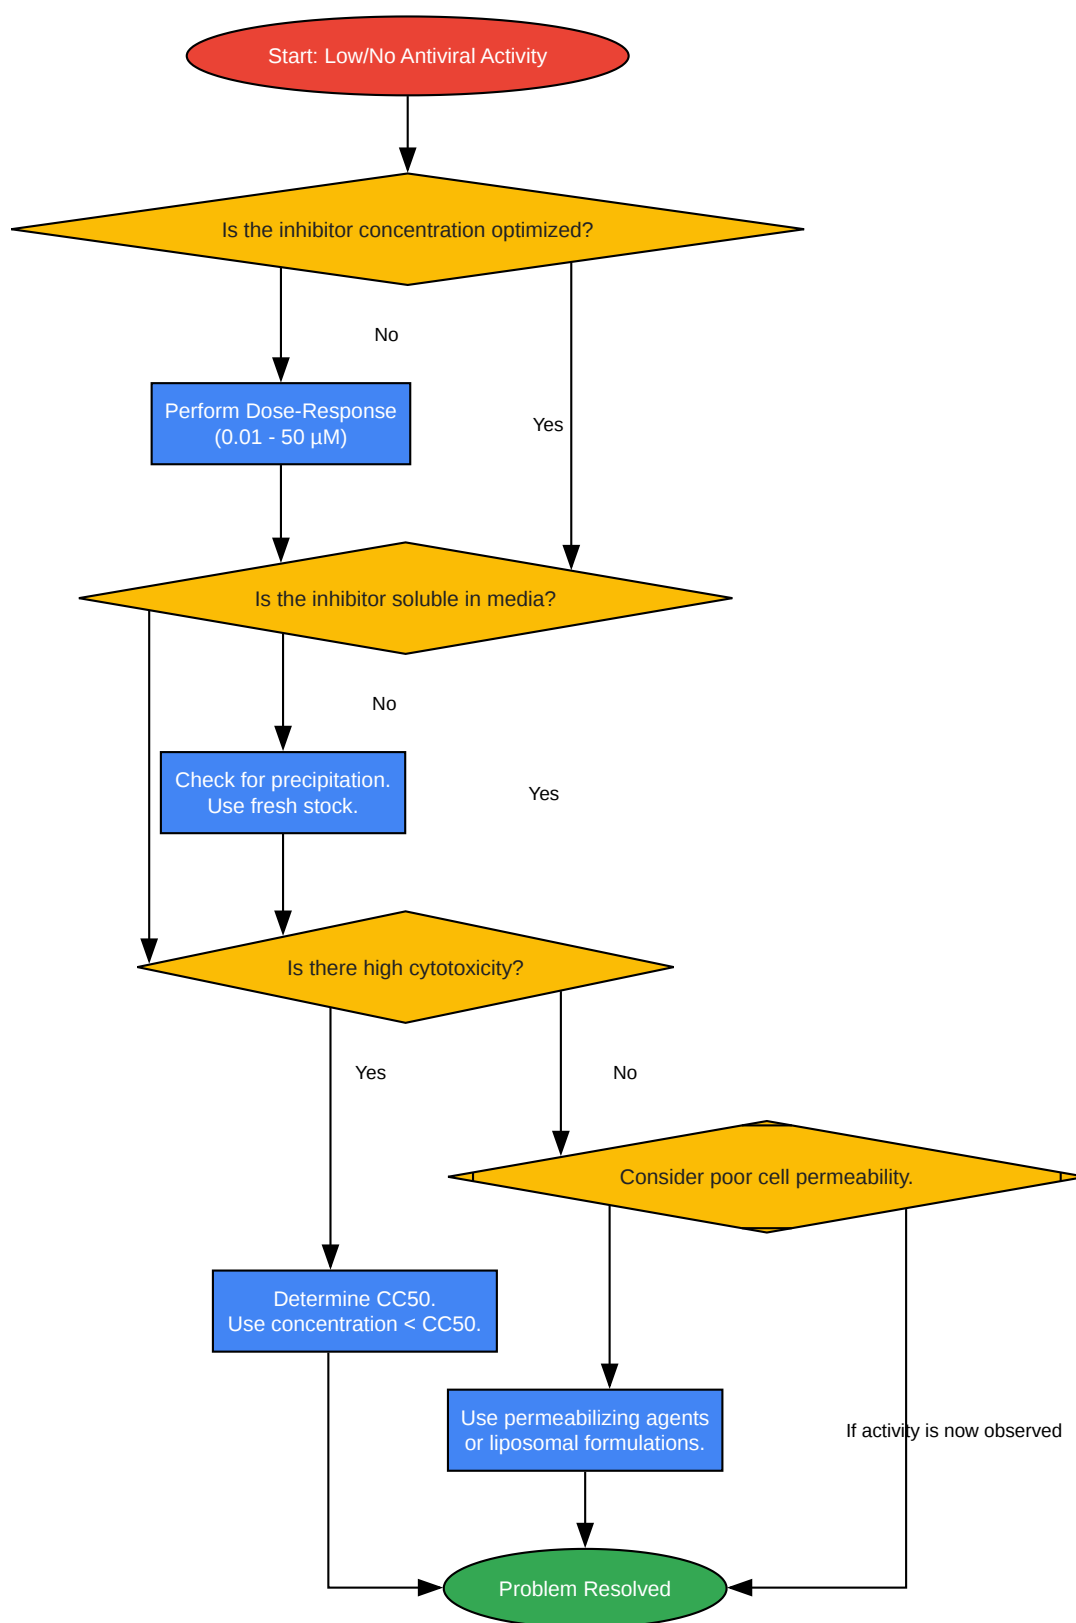 Start: Low/No Antiviral Activity
Is the inhibitor concentration optimized?
No
Perform Dose-Response
(0.01 - 50 µM)
Yes
Is the inhibitor soluble in media?
No
Check for precipitation.
Use fresh stock.
Yes
Is there high cytotoxicity?
Yes
No
Consider poor cell permeability.
Determine CC50.
Use concentration < CC50.
Use permeabilizing agents
or liposomal formulations.
If activity is now observed
Problem Resolved